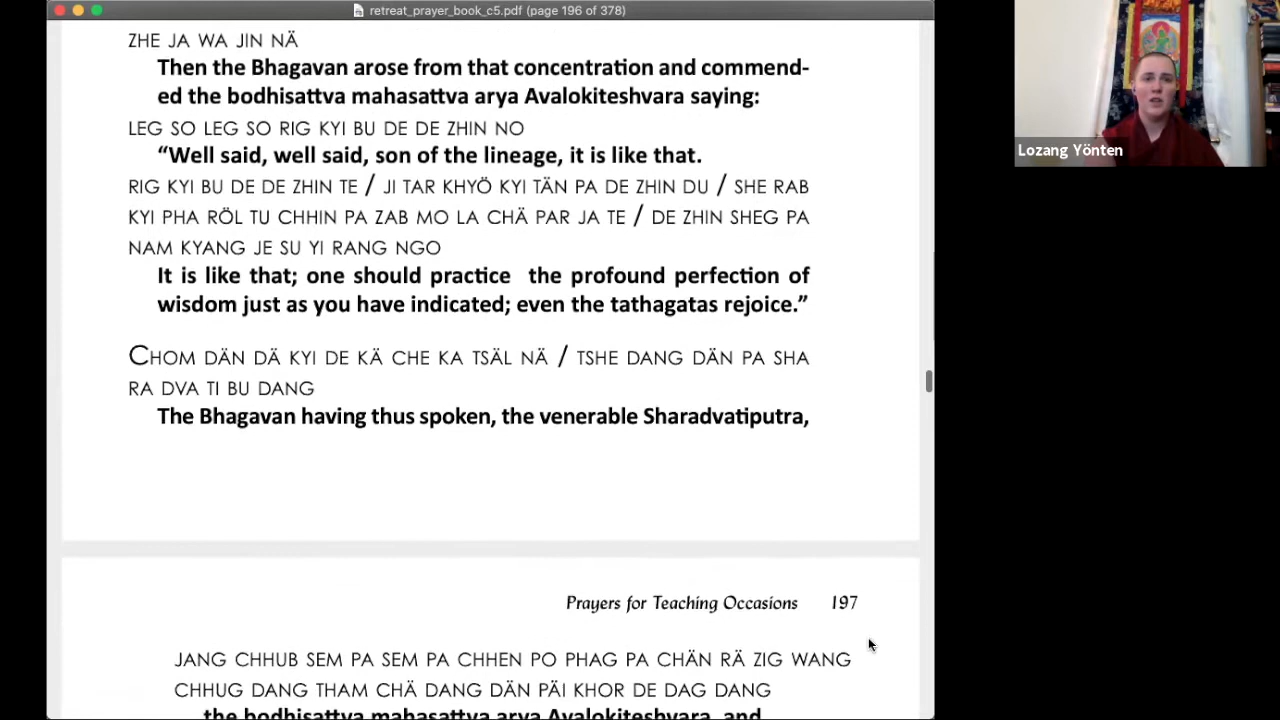 retreat_prayer_book_c5.pdf (page 196 of 378)
ZHE JA WA JIN NÄ
Then the Bhagavan arose from that concentration and commend-
ed the bodhisattva mahasattva arya Avalokiteshvara saying:
LEG SO LEG SO RIG KYI BU DE DE ZHIN NO
“Well said, well said, son of the lineage, it is like that.
RIG KYI BU DE DE ZHIN TE / JI TAR KHYÖ KYI TÄN PA DE ZHIN DU / SHE RAB
KYI PHA RÖL TU CHHIN PA ZAB MO LA CHÄ PAR JA TE / DE ZHIN SHEG PA
NAM KYANG JE SU YI RANG NGO
It is like that; one should practice the profound perfection of
wisdom just as you have indicated; even the tathagatas rejoice.”
CHOM DÄN DÄ KYI DE KÄ CHE KA TSÄL NÄ / TSHE DANG DÄN PA SHA
RA DVA TI BU DANG
The Bhagavan having thus spoken, the venerable Sharadvatiputra,
Prayers for Teaching Occasions 197
JANG CHHUB SEM PA SEM PA CHHEN PO PHAG PA CHÄN RÄ ZIG WANG
CHHUG DANG THAM CHÄ DANG DÄN PÄI KHOR DE DAG DANG
the bodhisattva mahasattva arya Avalokiteshvara, and
Lozang Yönten